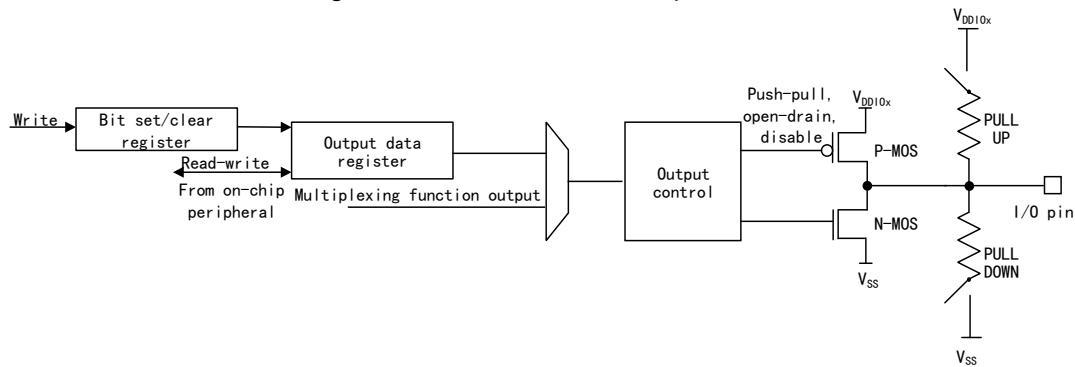 V_DDIOx
Write
Bit set/clear
register
Push-pull,
open-drain,
disable
V_DDIOx
PULL
UP
Output data
register
Read-write
From on-chip
peripheral
Multiplexing function output
Output
control
P-MOS
N-MOS
I/O pin
V_SS
PULL
DOWN
V_SS